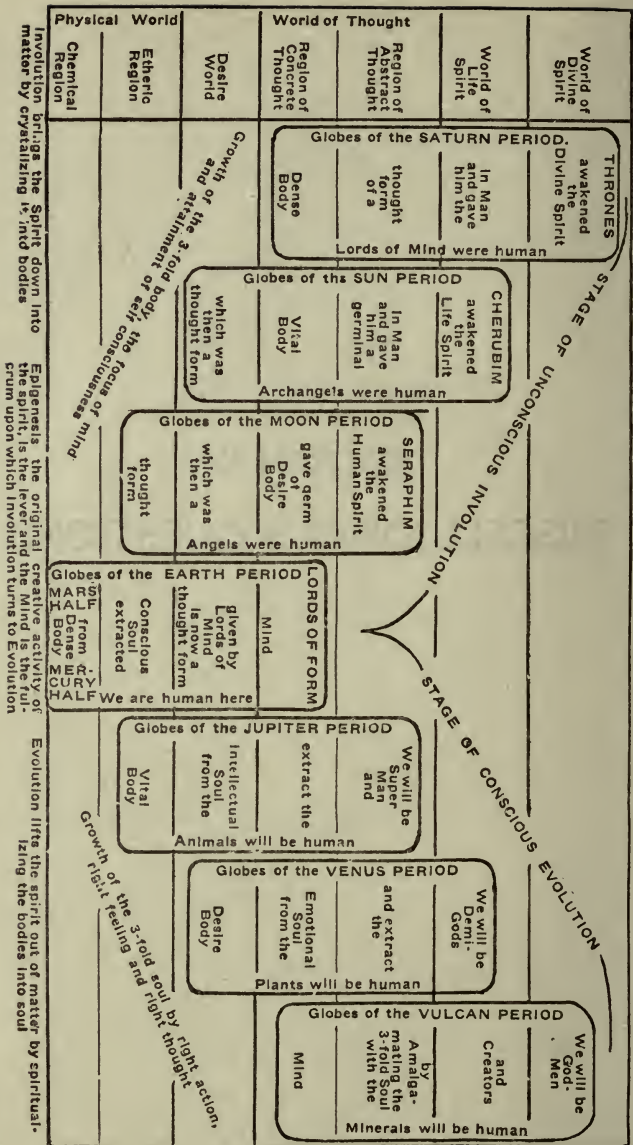 Physical World
World of Thought
Chemical
Region
Etheric
Region
Desire
World
Region of
Concrete
Thought
Region of
Abstract
Thought
World of
Life
Spirit
World of
Divine
Spirit
Globes of the SATURN PERIOD.
THRONES
awakened
the
Divine Spirit
In Man
and gave
him the
thought
form
of a
Dense
Body
Lords of Mind were human
Globes of ths SUN PERIOD
CHERUBIM
awakened
the
Life Spirit
In Man
and gave
him a
germinal
Vital
Body
which was
then a
thought form
Archangels were human
Globes of the MOON PERIOD
SERAPHIM
awakened
the
Human Spirit
gave germ
of
Desire
Body
which was
then a
thought
form
Angels were human
Globes of the EARTH PERIOD
LORDS OF FORM
Mind
given by
Lords of
Mind
is now a
thought form
Conscious
Soul
extracted
from
Dense
Body
MARS
HALF
MER-
CURY
HALF
We are human here
Globes of the JUPITER PERIOD
We will be
Super
Man
and
extract the
Intellectual
Soul
from the
Vital
Body
Animals will be human
Globes of the VENUS PERIOD
We will be
Demi-
Gods
and extract
the
Emotional
Soul
from the
Desire
Body
Plants will be human
Globes of the VULCAN PERIOD
We will be
God-
Men
and
Creators
by
Amalga-
mating the
3-fold Soul
with the
Mind
Minerals will be human
STAGE OF UNCONSCIOUS INVOLUTION
STAGE OF CONSCIOUS EVOLUTION
Growth of the 3-fold body, the focus of mind
and attainment of self consciousness
Growth of the 3-fold soul by right action,
right feeling and right thought
Involution brings the Spirit down into
matter by crystalizing it into bodies
Epigenesis the original creative activity of
the spirit, is the lever and the Mind is the ful-
crum upon which Involution turns to Evolution
Evolution lifts the spirit out of matter by spiritual-
izing the bodies into soul